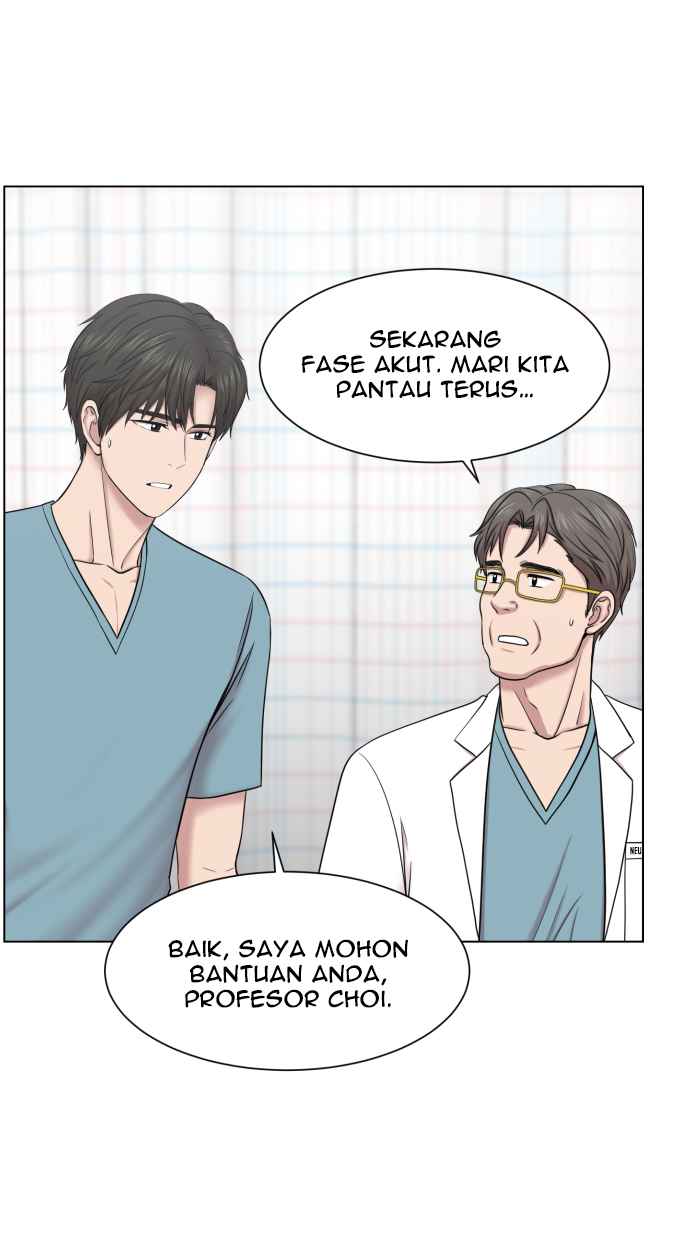 SEKARANG
FASE AKUT. MARI KITA
PANTAU TERUS...
NEU
BAIK, SAYA MOHON
BANTUAN ANDA,
PROFESOR CHOI.